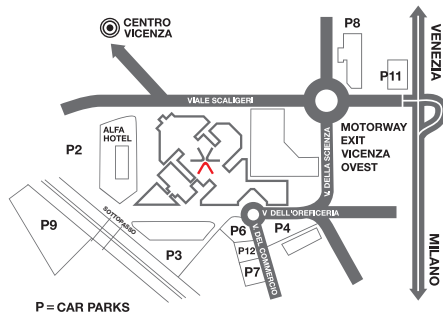 CENTRO
VICENZA
P8
VENEZIA
P11
VIALE SCALIGERI
ALFA
HOTEL
P2
MOTORWAY
EXIT
VICENZA
OVEST
V. DELLA SCIENZA
SOTTOPASSO
V. DELL'OREFICERIA
P9
P3
P6
P4
V. DEL COMMERCIO
P12
P7
MILANO
P = CAR PARKS